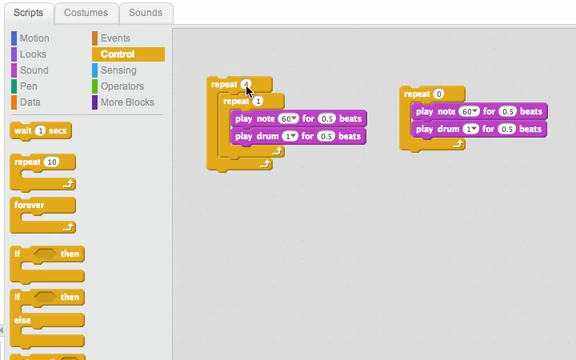 Scripts Costumes Sounds
Motion Events
Looks Control
Sound Sensing
Pen Operators
Data More Blocks
wait 1 secs
repeat 10
forever
if then
if then
else
repeat
repeat 1
play note 60 for 0.5 beats
play drum 1 for 0.5 beats
repeat 0
play note 60 for 0.5 beats
play drum 1 for 0.5 beats